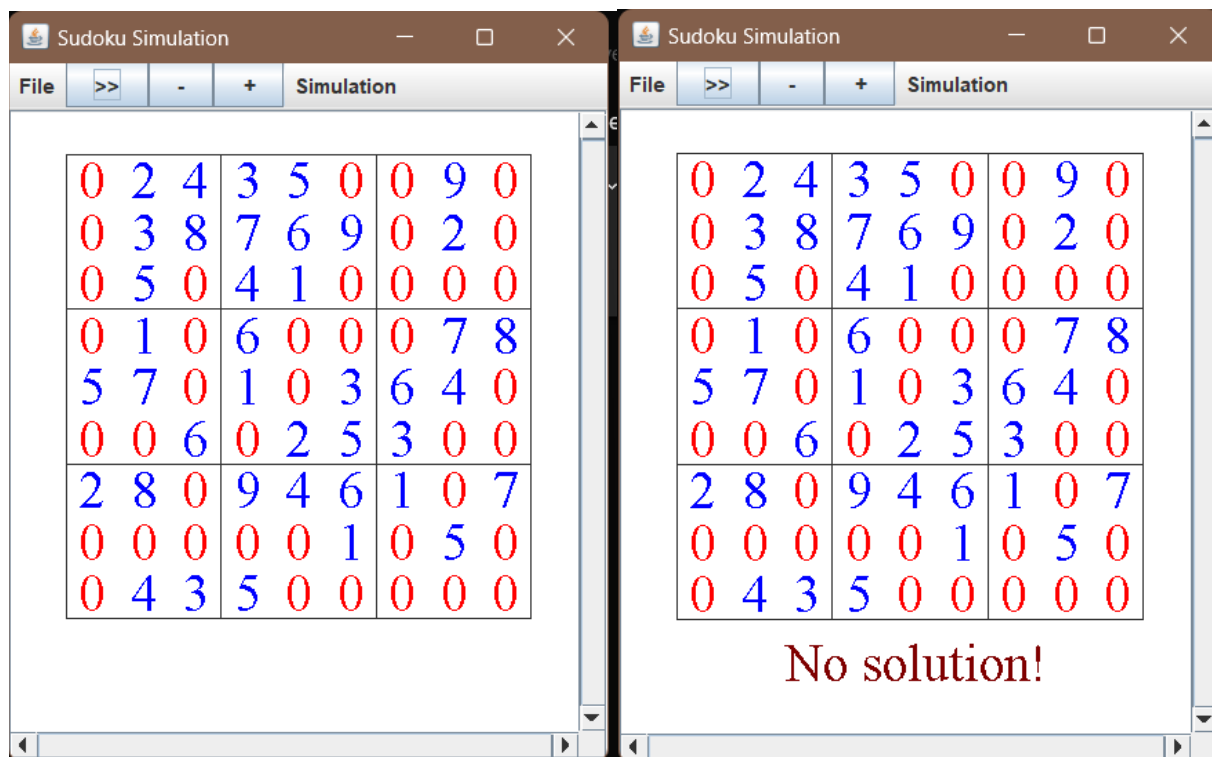 Sudoku Simulation
File >> - + Simulation
0 2 4 3 5 0 0 9 0
0 3 8 7 6 9 0 2 0
0 5 0 4 1 0 0 0 0
0 1 0 6 0 0 0 7 8
5 7 0 1 0 3 6 4 0
0 0 6 0 2 5 3 0 0
2 8 0 9 4 6 1 0 7
0 0 0 0 0 1 0 5 0
0 4 3 5 0 0 0 0 0
Sudoku Simulation
File >> - + Simulation
0 2 4 3 5 0 0 9 0
0 3 8 7 6 9 0 2 0
0 5 0 4 1 0 0 0 0
0 1 0 6 0 0 0 7 8
5 7 0 1 0 3 6 4 0
0 0 6 0 2 5 3 0 0
2 8 0 9 4 6 1 0 7
0 0 0 0 0 1 0 5 0
0 4 3 5 0 0 0 0 0
No solution!